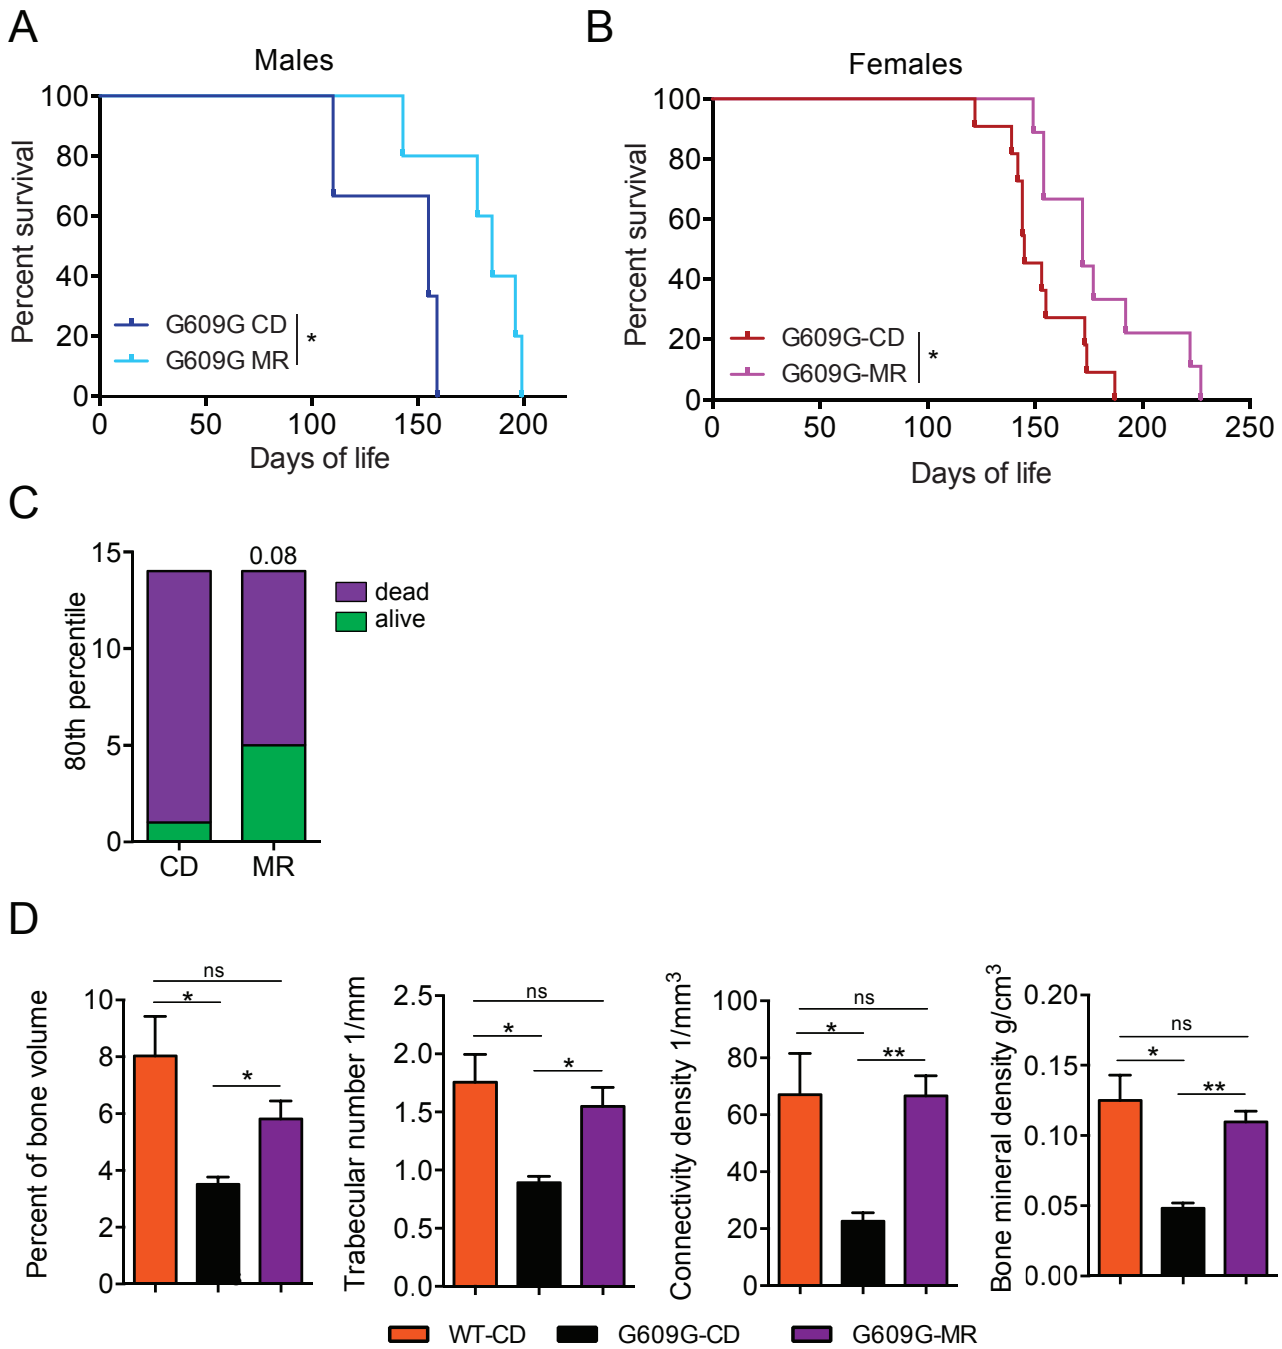 A
Males
100
80
60
40
20
0
Percent survival
G609G CD
G609G MR
*
0
50
100
150
200
Days of life
B
Females
100
80
60
40
20
0
Percent survival
G609G-CD
G609G-MR
*
0
50
100
150
200
250
Days of life
C
15
10
5
0
80th percentile
0.08
dead
alive
CD
MR
D
10
8
6
4
2
0
Percent of bone volume
ns
*
*
2.5
2.0
1.5
1.0
0.5
0.0
Trabecular number 1/mm
ns
*
*
100
80
60
40
20
0
Connectivity density 1/mm³
ns
*
**
0.20
0.15
0.10
0.05
0.00
Bone mineral density g/cm³
ns
*
**
WT-CD
G609G-CD
G609G-MR